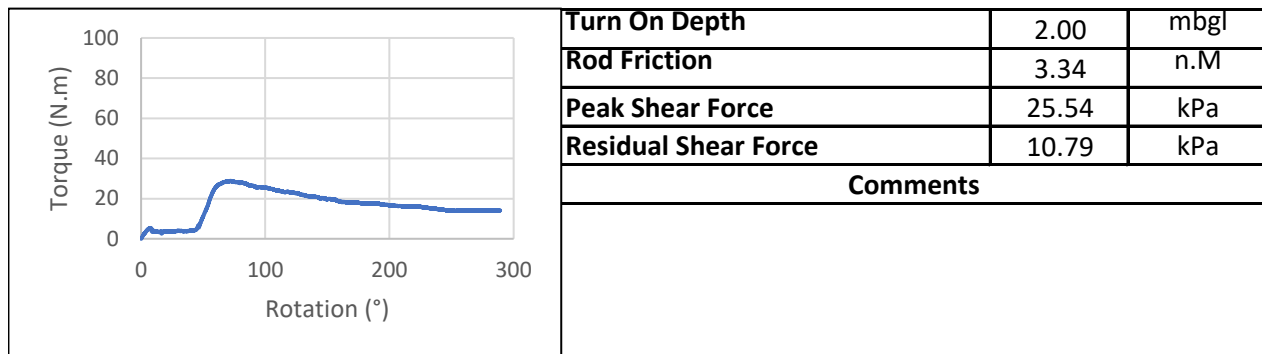 100
80
60
40
20
0
0 100 200 300
Torque (N.m)
Rotation (°)
Turn On Depth 2.00 mbgl
Rod Friction 3.34 n.M
Peak Shear Force 25.54 kPa
Residual Shear Force 10.79 kPa
Comments